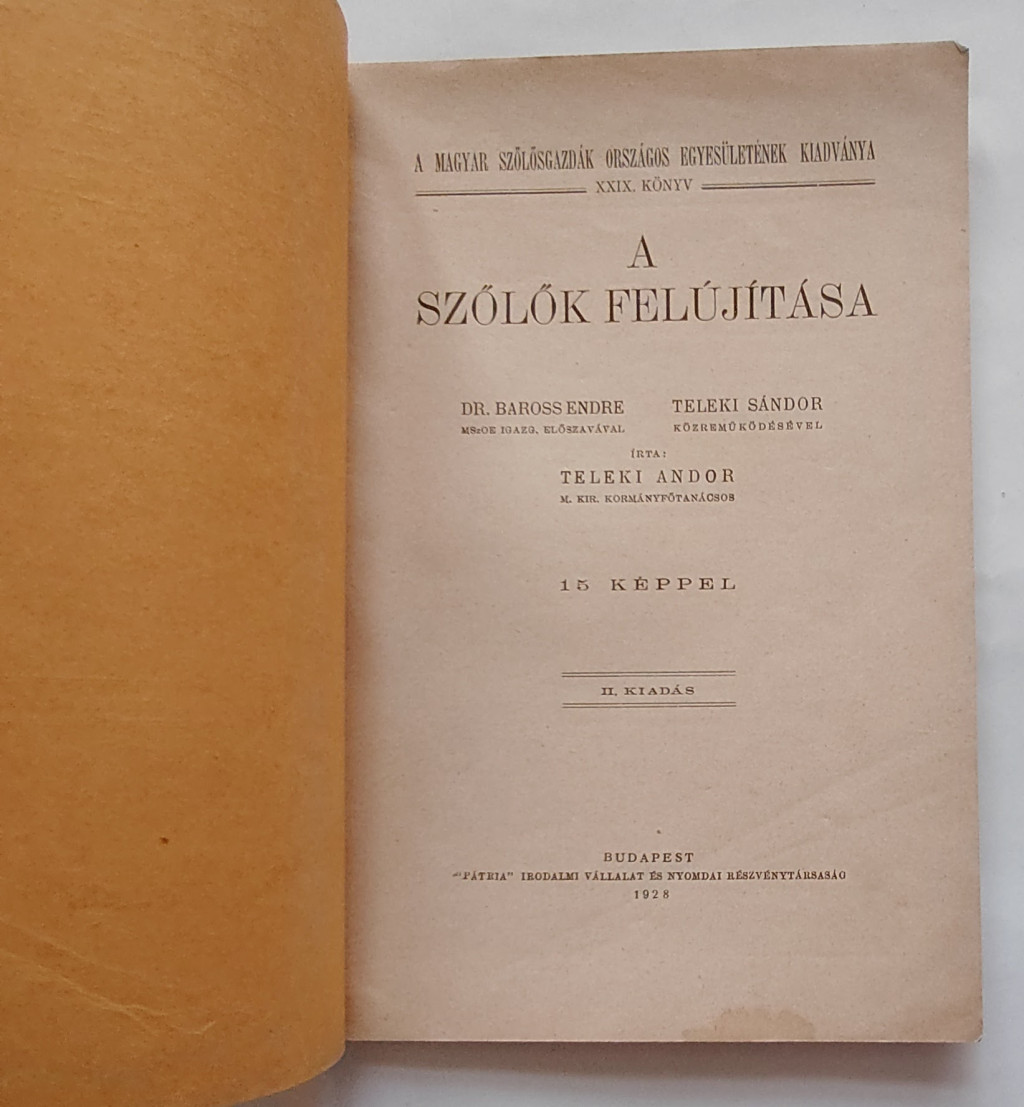 A MAGYAR SZŐLŐSGAZDÁK ORSZÁGOS EGYESÜLETÉNEK KIADVÁNYA
XXIX. KÖNYV
A
SZŐLŐK FELÚJÍTÁSA
DR. BAROSS ENDRE
MSzOE IGAZG. ELŐSZAVÁVAL
TELEKI SÁNDOR
KÖZREMŰKÖDÉSÉVEL
ÍRTA:
TELEKI ANDOR
M. KIR. KORMÁNYFŐTANÁCSOS
15 KÉPPEL
II. KIADÁS
BUDAPEST
"PÁTRIA" IRODALMI VÁLLALAT ÉS NYOMDAI RÉSZVÉNYTÁRSASÁG
1928